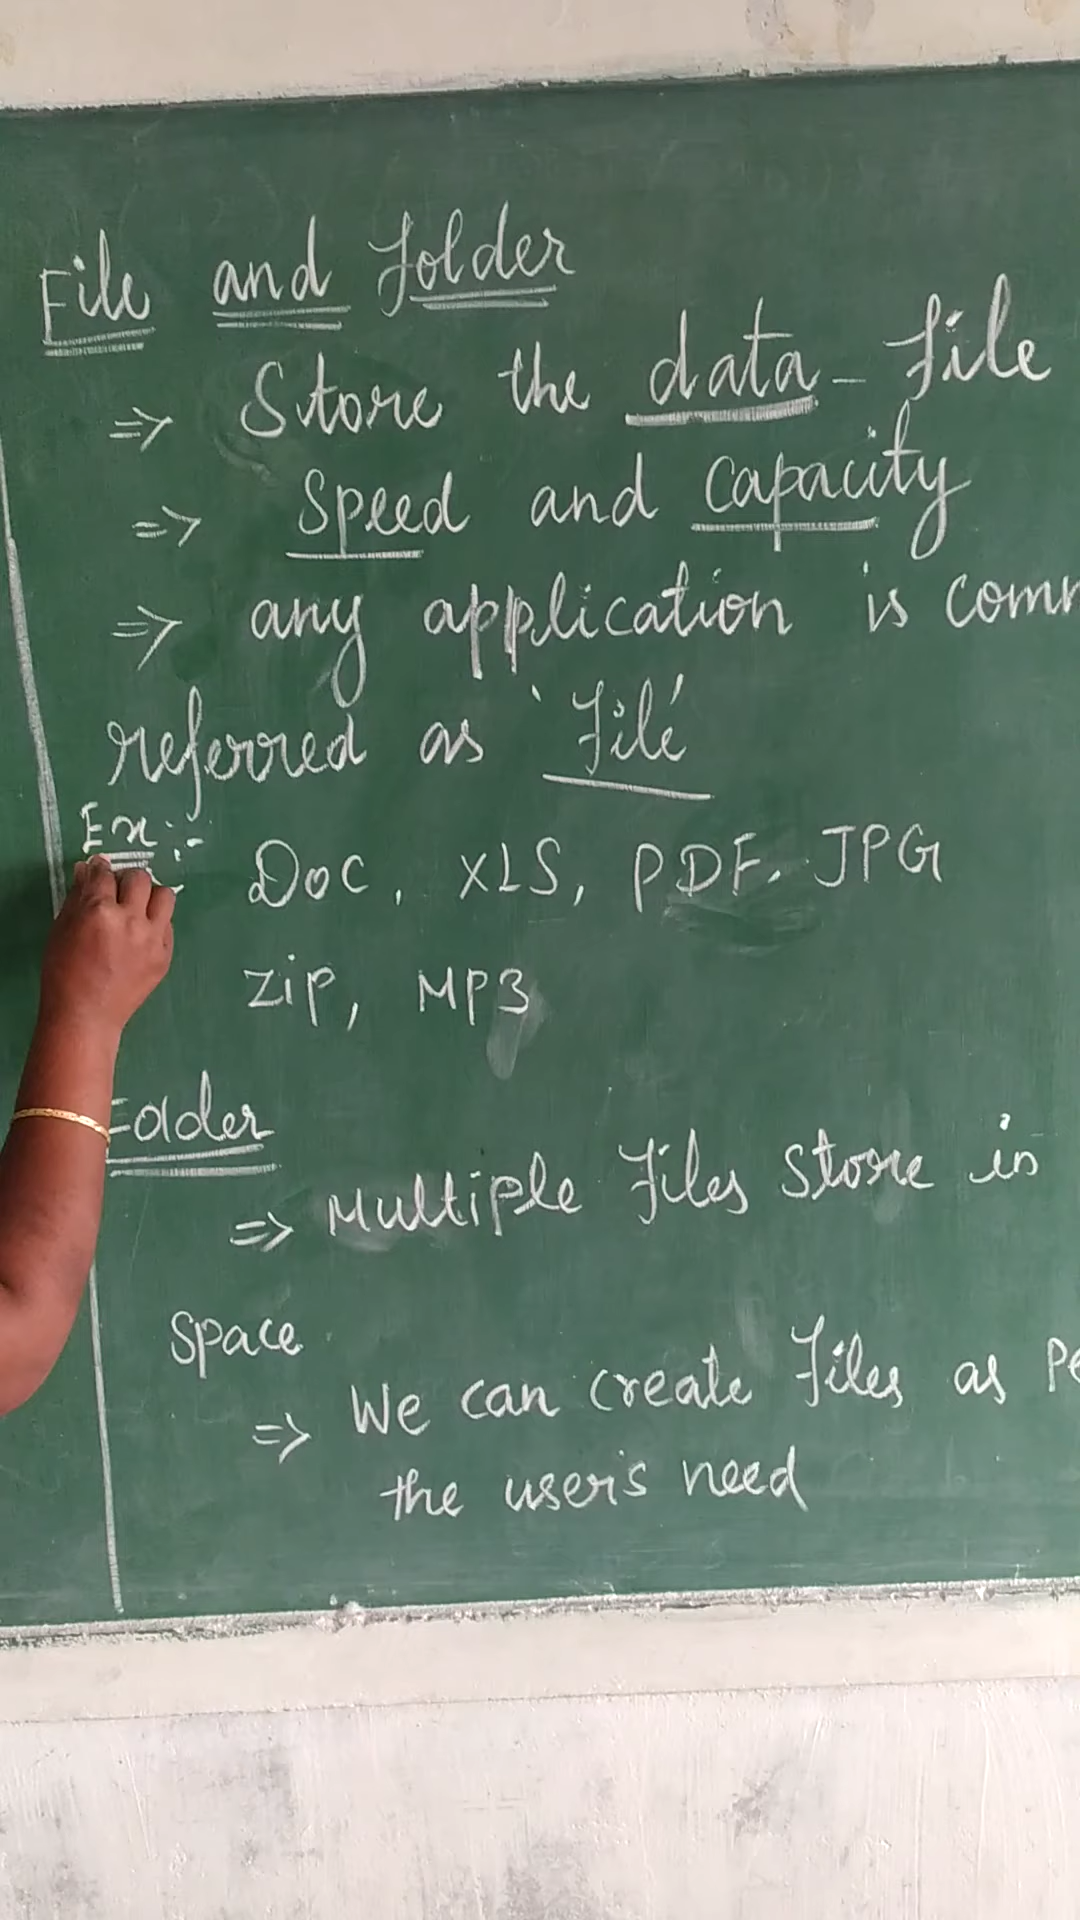 File and Folder
⇒ Store the data - File
⇒ Speed and Capacity
⇒ any application is comm
referred as 'File'
Ex:- Doc, XLS, PDF. JPG
Zip, MP3
Folder
⇒ Multiple Files Store in
Space
⇒ We can create Files as Pe
the user's need